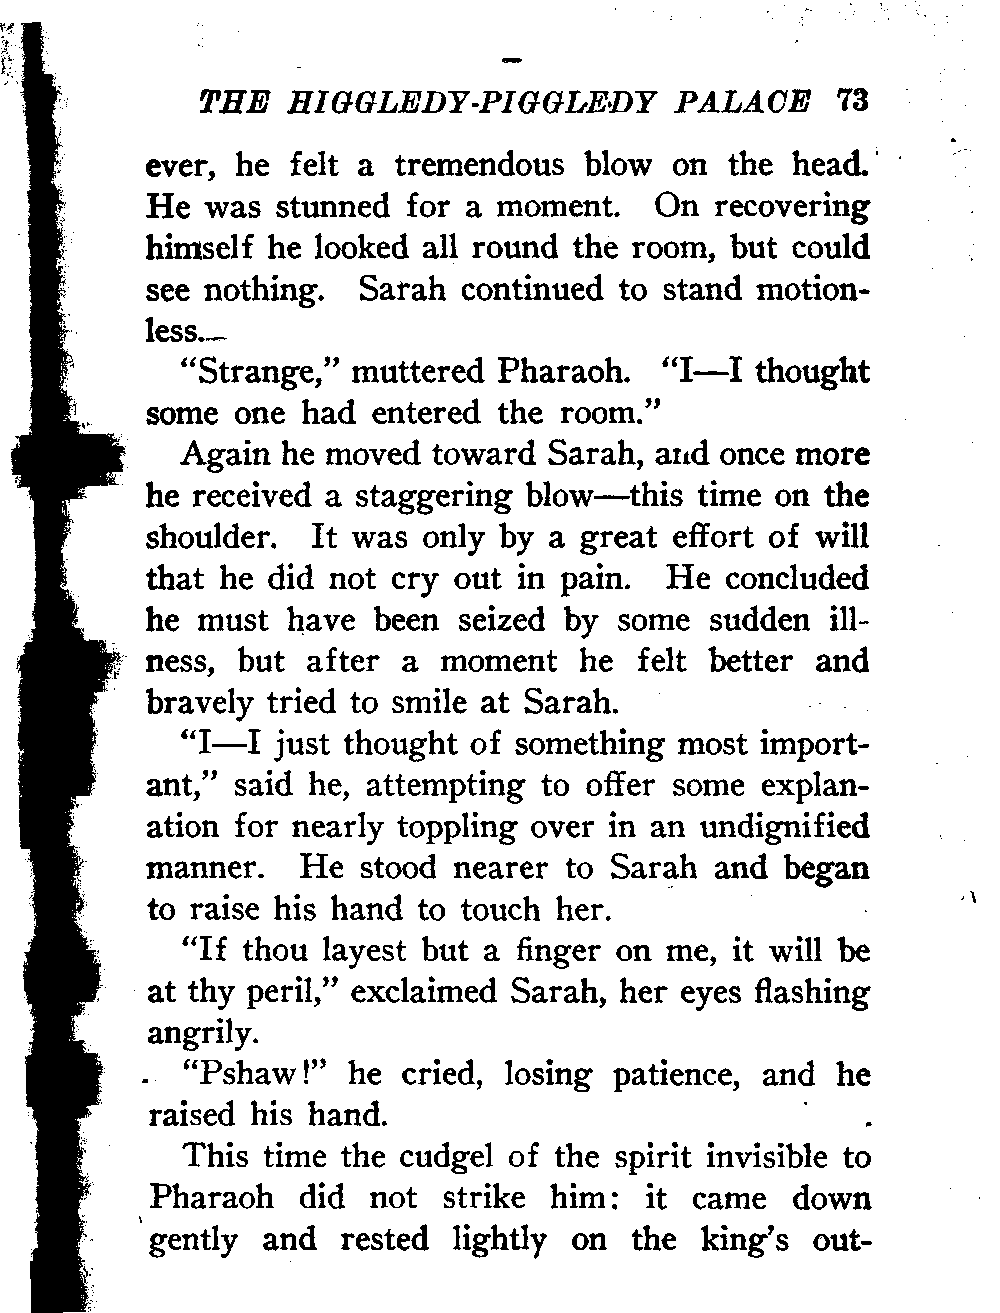 THE HIGGLEDY-PIGGLEDY PALACE 73
ever, he felt a tremendous blow on the head.
He was stunned for a moment. On recovering
himself he looked all round the room, but could
see nothing. Sarah continued to stand motion-
less.
"Strange," muttered Pharaoh. "I—I thought
some one had entered the room."
Again he moved toward Sarah, and once more
he received a staggering blow—this time on the
shoulder. It was only by a great effort of will
that he did not cry out in pain. He concluded
he must have been seized by some sudden ill-
ness, but after a moment he felt better and
bravely tried to smile at Sarah.
"I—I just thought of something most import-
ant," said he, attempting to offer some explan-
ation for nearly toppling over in an undignified
manner. He stood nearer to Sarah and began
to raise his hand to touch her.
"If thou layest but a finger on me, it will be
at thy peril," exclaimed Sarah, her eyes flashing
angrily.
"Pshaw!" he cried, losing patience, and he
raised his hand.
This time the cudgel of the spirit invisible to
Pharaoh did not strike him: it came down
gently and rested lightly on the king's out-